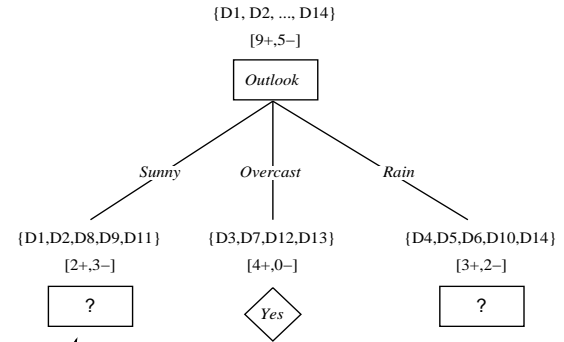 {D1, D2, ..., D14}
[9+,5−]
Outlook
Sunny Overcast Rain
{D1,D2,D8,D9,D11} {D3,D7,D12,D13} {D4,D5,D6,D10,D14}
[2+,3−] [4+,0−] [3+,2−]
? Yes ?